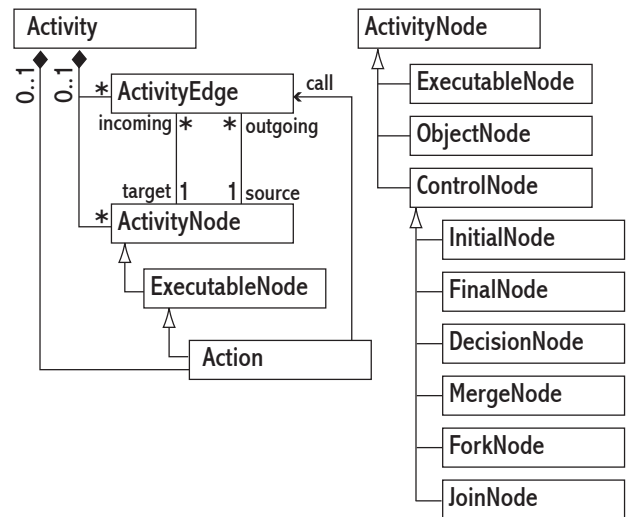 Activity
0..1
0..1
* ActivityEdge
call
incoming * * outgoing
target 1 1 source
* ActivityNode
ExecutableNode
Action
ActivityNode
ExecutableNode
ObjectNode
ControlNode
InitialNode
FinalNode
DecisionNode
MergeNode
ForkNode
JoinNode